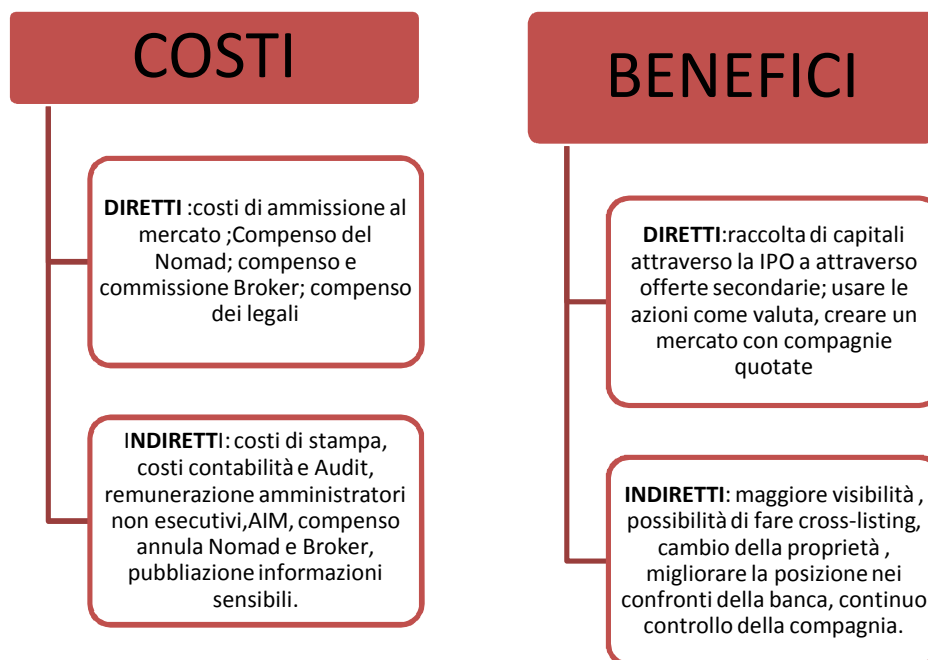 COSTI
DIRETTI :costi di ammissione al
mercato ;Compenso del
Nomad; compenso e
commissione Broker; compenso
dei legali
INDIRETTI: costi di stampa,
costi contabilità e Audit,
remunerazione amministratori
non esecutivi,AIM, compenso
annula Nomad e Broker,
pubbliazione informazioni
sensibili.
BENEFICI
DIRETTI:raccolta di capitali
attraverso la IPO a attraverso
offerte secondarie; usare le
azioni come valuta, creare un
mercato con compagnie
quotate
INDIRETTI: maggiore visibilità ,
possibilità di fare cross-listing,
cambio della proprietà ,
migliorare la posizione nei
confronti della banca, continuo
controllo della compagnia.